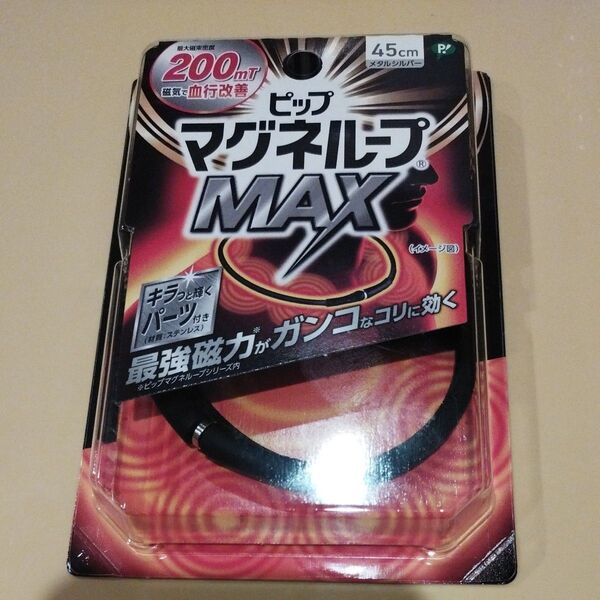 最大磁束密度
200mT
磁気で血行改善
45cm
メタルシルバー
P!
ピップ
マグネループ®
MAX
(イメージ図)
キラっと輝く
パーツ付き
(材質:ステンレス)
最強磁力※がガンコなコリに効く
※ピップマグネループシリーズ内